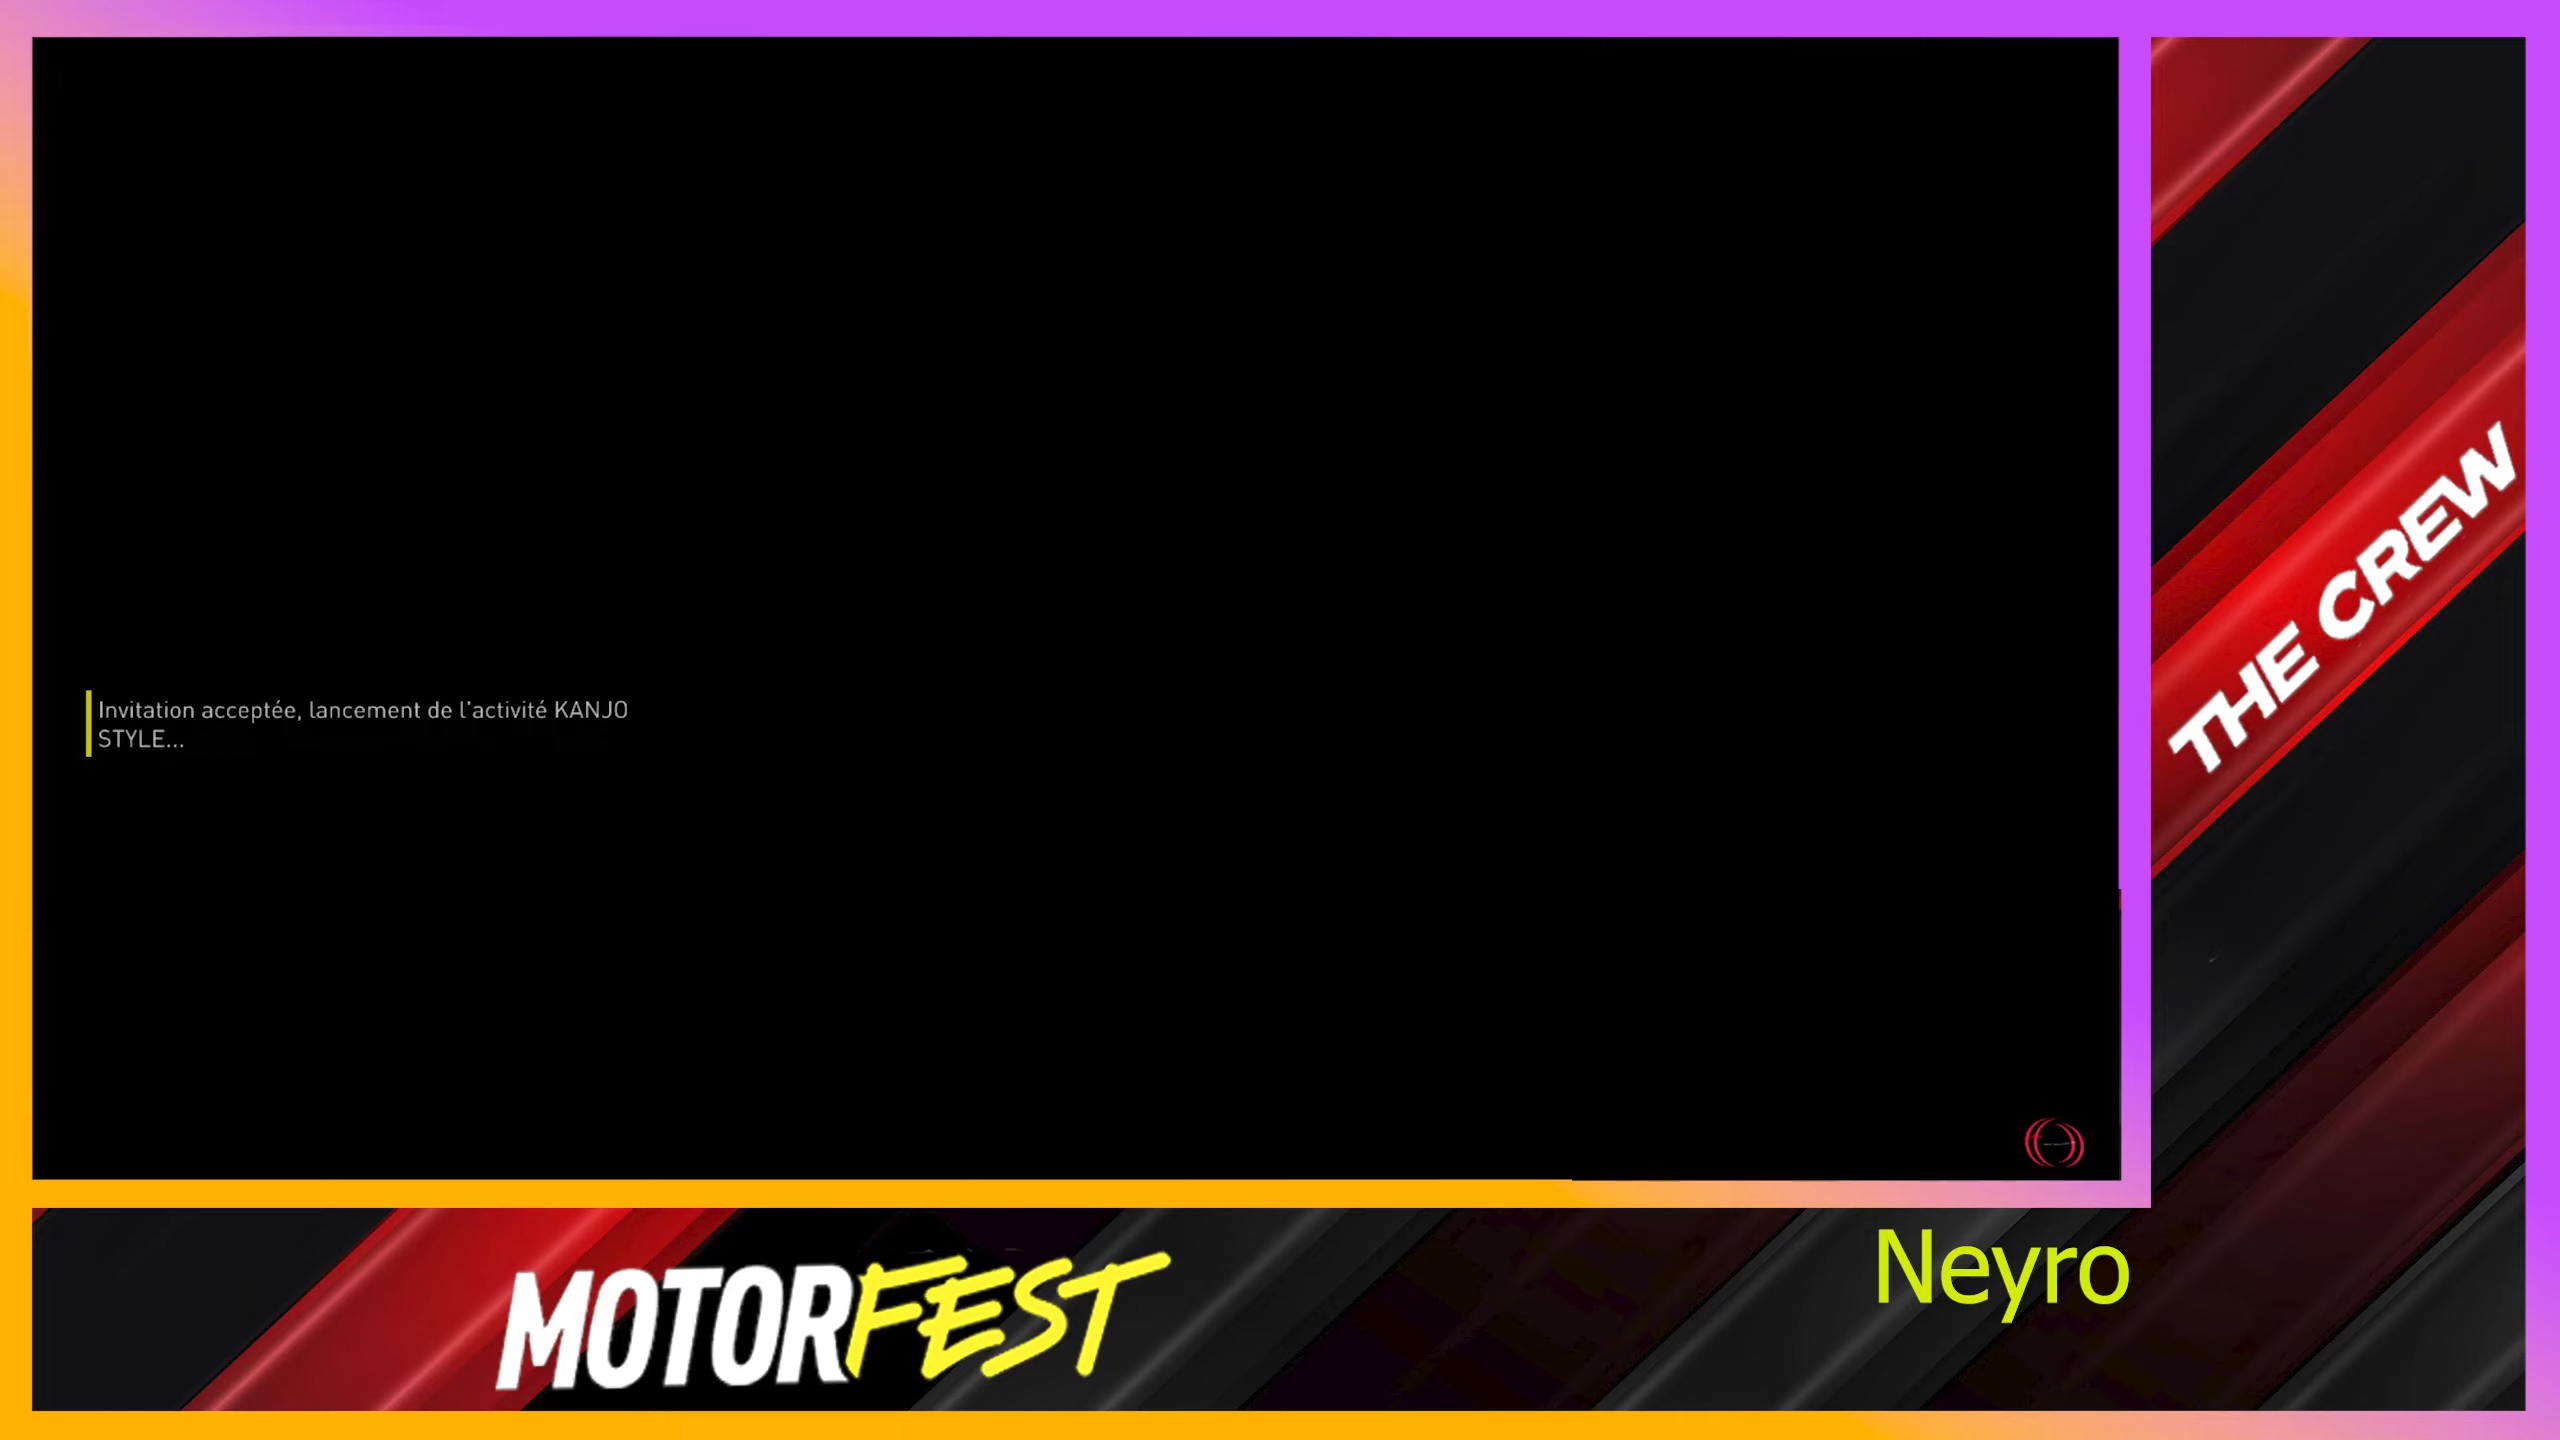 Invitation acceptée, lancement de l'activité KANJO
STYLE...
THE CREW
MOTORFEST
Neyro